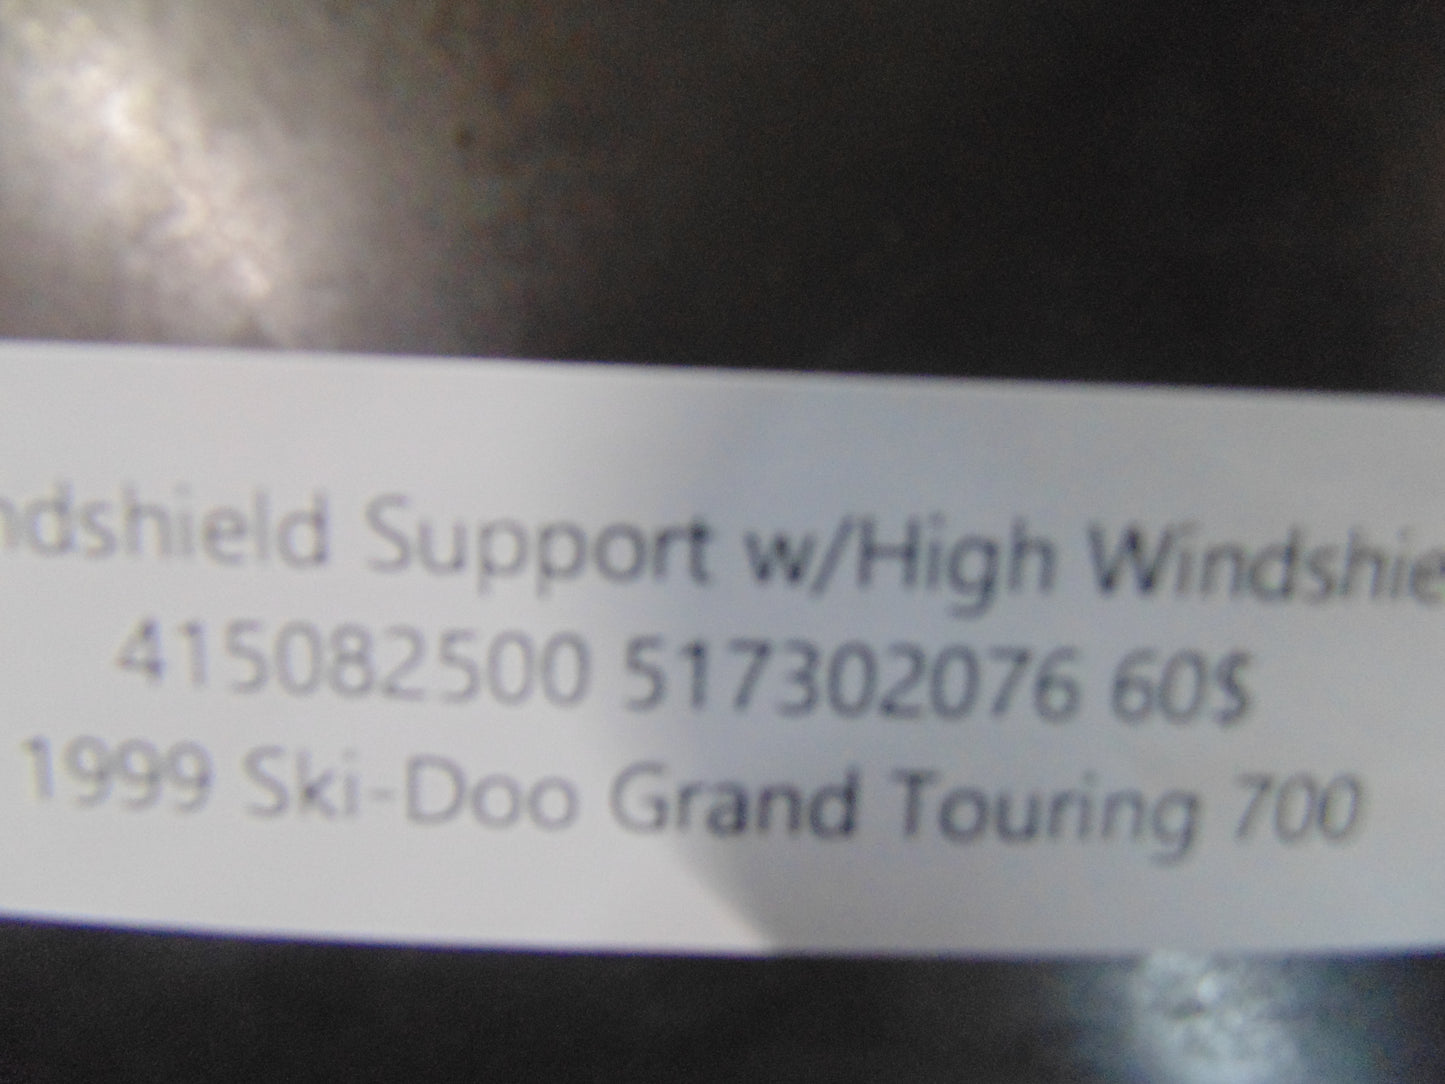 ndshield Support w/High Windshie
415082500 517302076 60$
1999 Ski-Doo Grand Touring 700